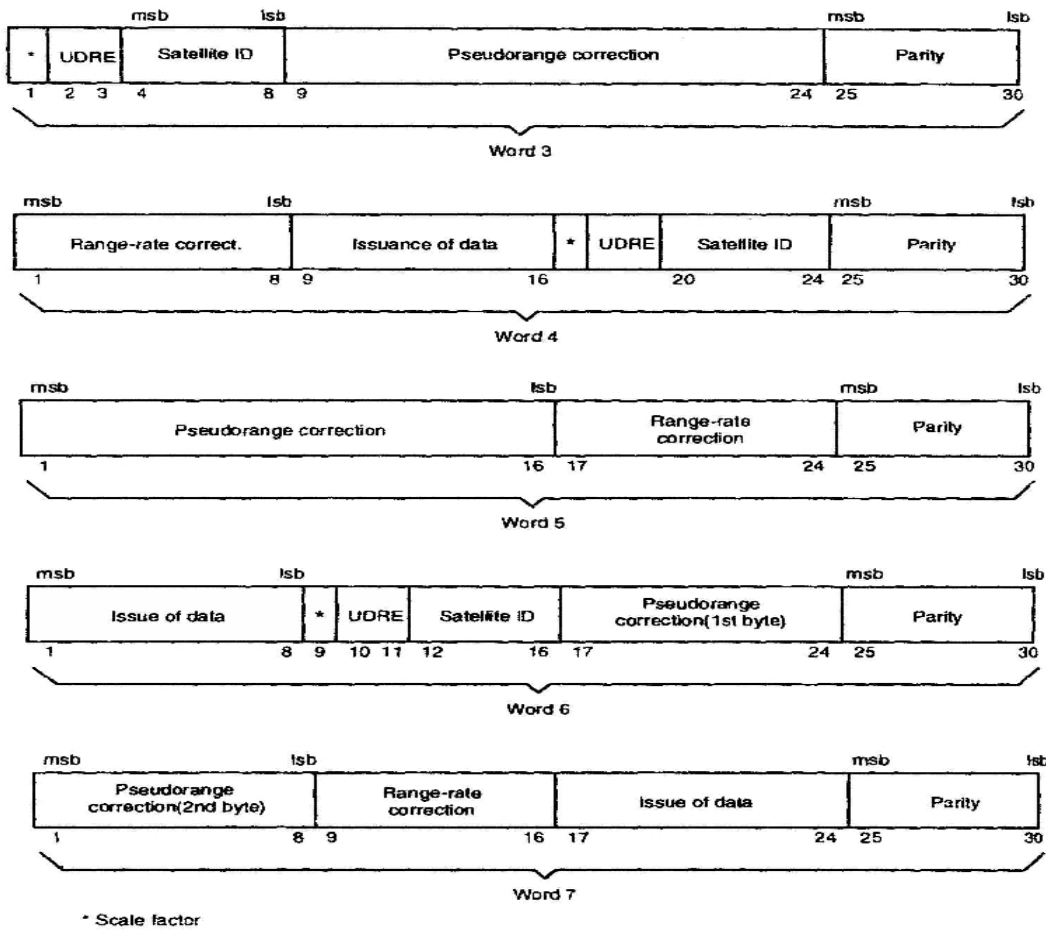 msb lsb msb lsb
* UDRE Satellite ID Pseudorange correction Parity
1 2 3 4 8 9 24 25 30
Word 3
msb lsb msb lsb
Range-rate correct. Issuance of data * UDRE Satellite ID Parity
1 8 9 16 20 24 25 30
Word 4
msb lsb msb lsb
Pseudorange correction Range-rate correction Parity
1 16 17 24 25 30
Word 5
msb lsb msb lsb
Issue of data * UDRE Satellite ID Pseudorange correction(1st byte) Parity
1 8 9 10 11 12 16 17 24 25 30
Word 6
msb lsb msb lsb
Pseudorange correction(2nd byte) Range-rate correction Issue of data Parity
1 8 9 16 17 24 25 30
Word 7
* Scale factor